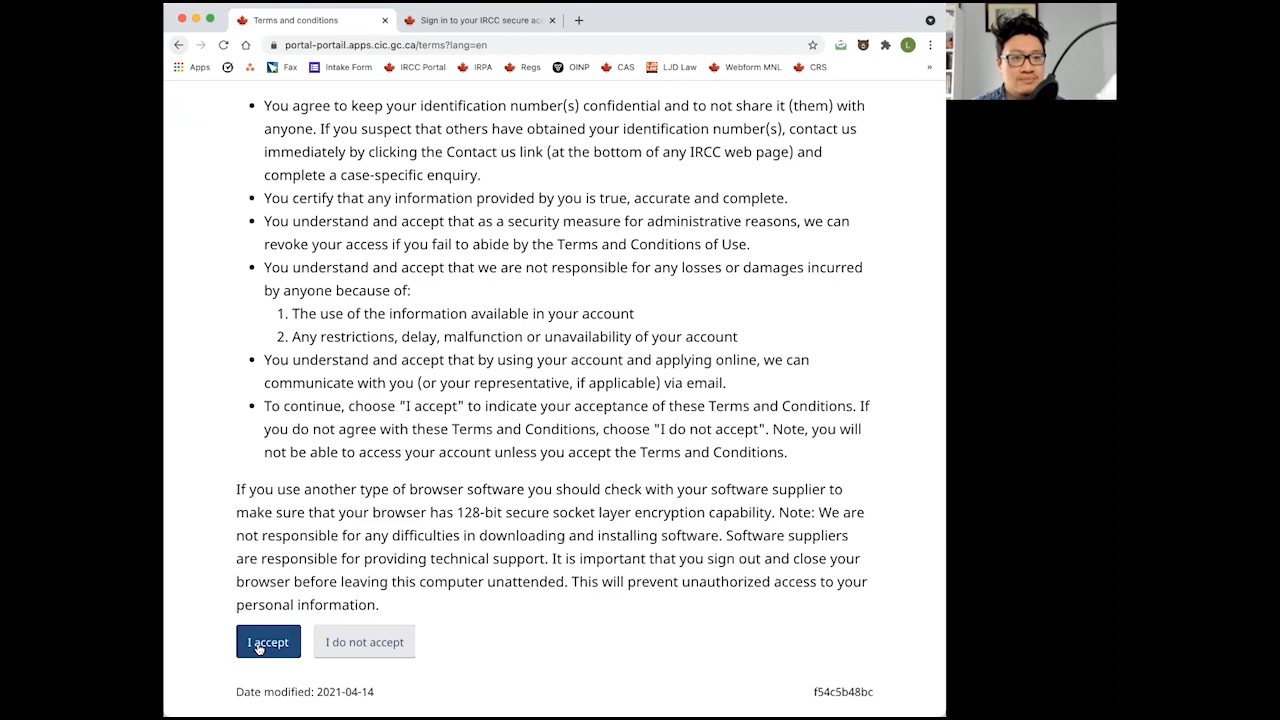 Terms and conditions
Sign in to your IRCC secure acc
portal-portail.apps.cic.gc.ca/terms?lang=en
L
Apps Fax Intake Form IRCC Portal IRPA Regs OINP CAS LJD Law Webform MNL CRS »
• You agree to keep your identification number(s) confidential and to not share it (them) with
anyone. If you suspect that others have obtained your identification number(s), contact us
immediately by clicking the Contact us link (at the bottom of any IRCC web page) and
complete a case-specific enquiry.
• You certify that any information provided by you is true, accurate and complete.
• You understand and accept that as a security measure for administrative reasons, we can
revoke your access if you fail to abide by the Terms and Conditions of Use.
• You understand and accept that we are not responsible for any losses or damages incurred
by anyone because of:
1. The use of the information available in your account
2. Any restrictions, delay, malfunction or unavailability of your account
• You understand and accept that by using your account and applying online, we can
communicate with you (or your representative, if applicable) via email.
• To continue, choose "I accept" to indicate your acceptance of these Terms and Conditions. If
you do not agree with these Terms and Conditions, choose "I do not accept". Note, you will
not be able to access your account unless you accept the Terms and Conditions.
If you use another type of browser software you should check with your software supplier to
make sure that your browser has 128-bit secure socket layer encryption capability. Note: We are
not responsible for any difficulties in downloading and installing software. Software suppliers
are responsible for providing technical support. It is important that you sign out and close your
browser before leaving this computer unattended. This will prevent unauthorized access to your
personal information.
I accept
I do not accept
Date modified: 2021-04-14
f54c5b48bc